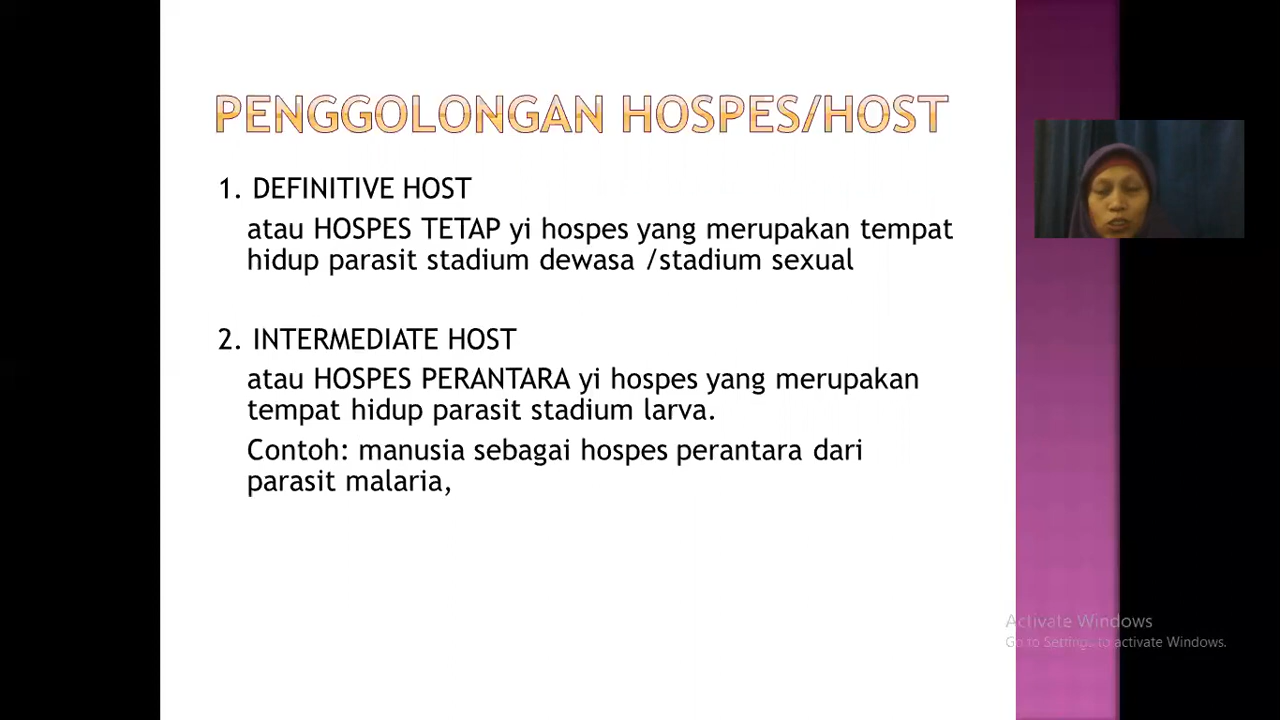 PENGGOLONGAN HOSPES/HOST
1. DEFINITIVE HOST
atau HOSPES TETAP yi hospes yang merupakan tempat
hidup parasit stadium dewasa /stadium sexual
2. INTERMEDIATE HOST
atau HOSPES PERANTARA yi hospes yang merupakan
tempat hidup parasit stadium larva.
Contoh: manusia sebagai hospes perantara dari
parasit malaria,
Activate Windows
Go to Settings to activate Windows.